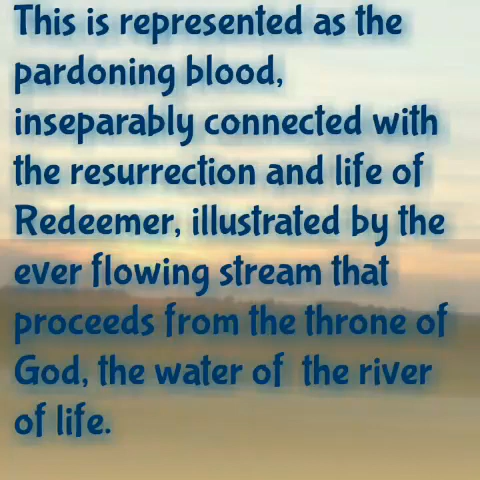 This is represented as the
pardoning blood,
inseparably connected with
the resurrection and life of
Redeemer, illustrated by the
ever flowing stream that
proceeds from the throne of
God, the water of the river
of life.